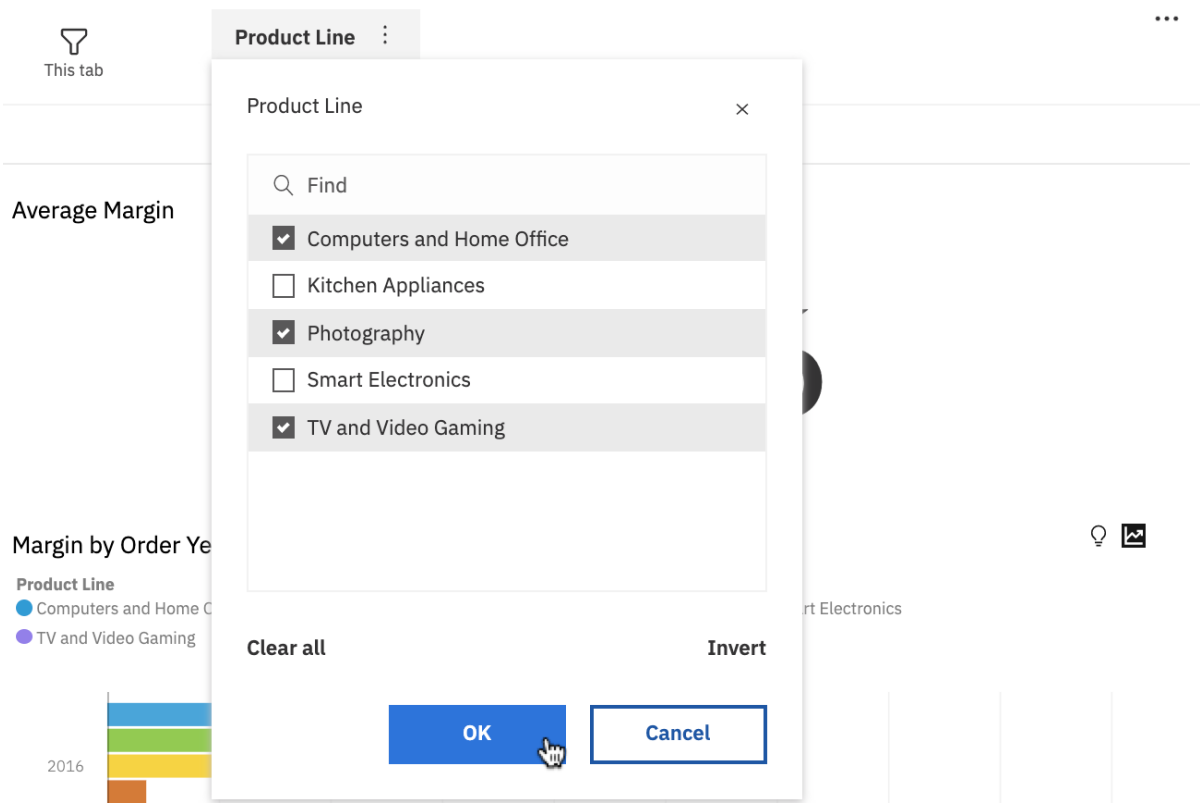 This tab
Product Line
Product Line
Find
Computers and Home Office
Kitchen Appliances
Photography
Smart Electronics
TV and Video Gaming
Clear all
Invert
OK
Cancel
Average Margin
Margin by Order Ye
Product Line
Computers and Home
rt Electronics
TV and Video Gaming
2016